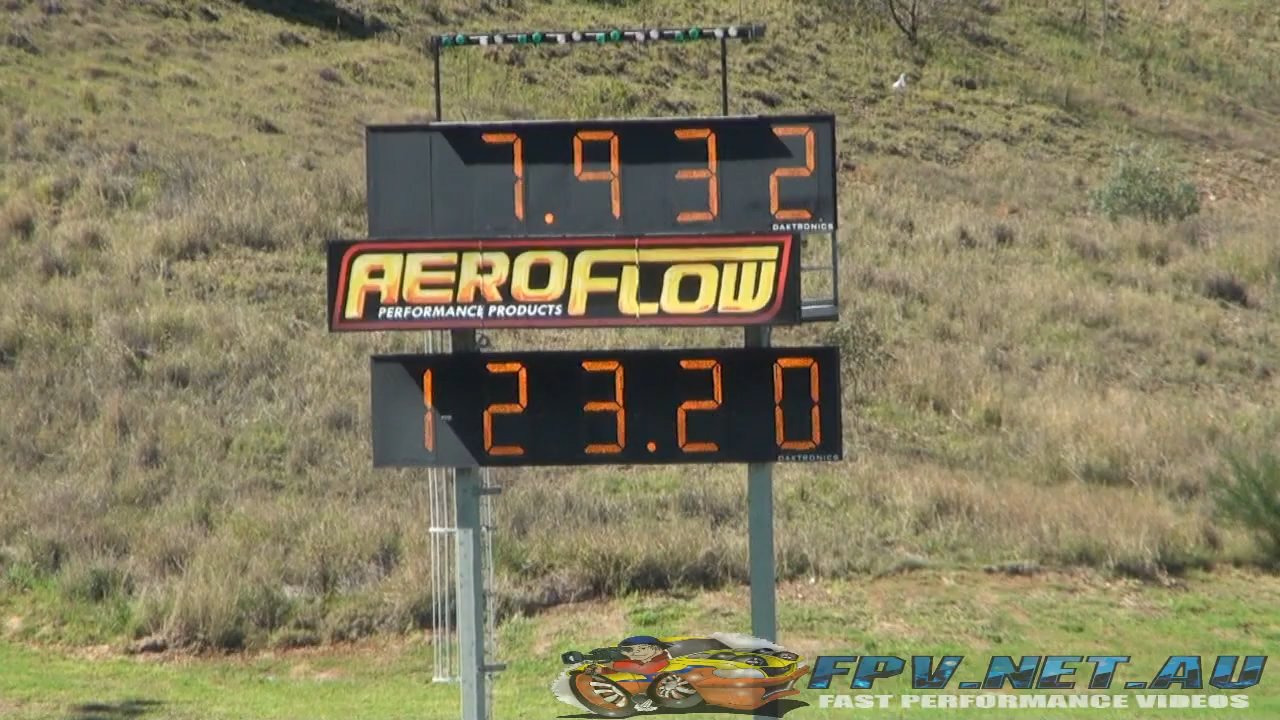 7.932
DAKTRONICS
AEROFLOW
PERFORMANCE PRODUCTS
123.20
DAKTRONICS
FPV.NET.AU
FAST PERFORMANCE VIDEOS